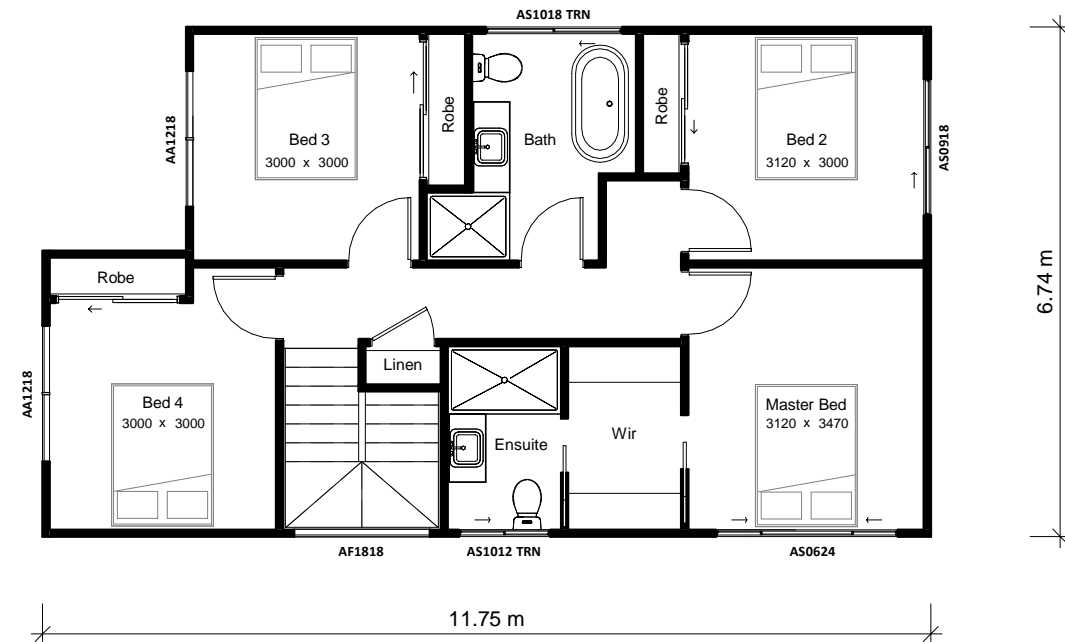 AS1018 TRN
Bed 3
3000 x 3000
Robe
Bath
Robe
Bed 2
3120 x 3000
AA1218
AS0918
Robe
6.74 m
Linen
Bed 4
3000 x 3000
AA1218
Ensuite
Wir
Master Bed
3120 x 3470
AF1818
AS1012 TRN
AS0624
11.75 m